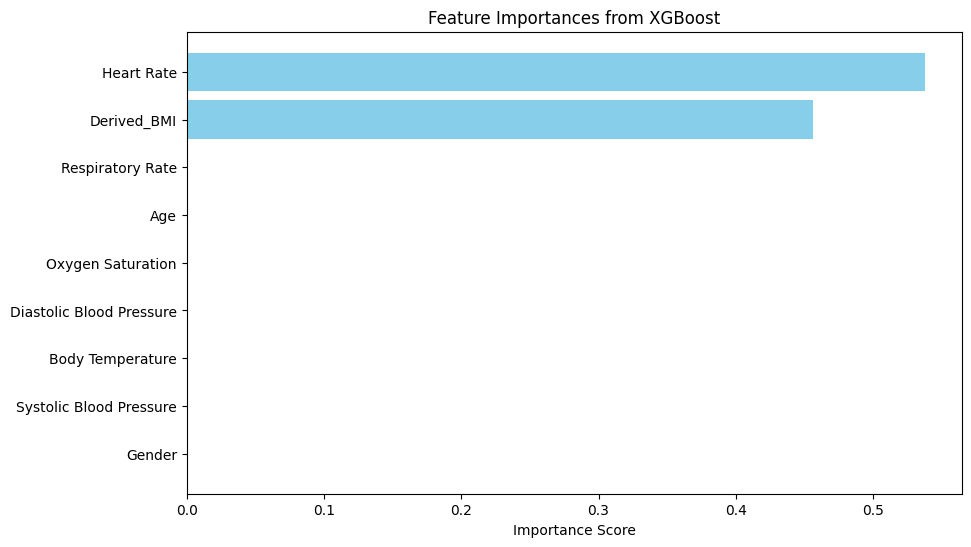 Feature Importances from XGBoost
Heart Rate
Derived_BMI
Respiratory Rate
Age
Oxygen Saturation
Diastolic Blood Pressure
Body Temperature
Systolic Blood Pressure
Gender
0.0 0.1 0.2 0.3 0.4 0.5
Importance Score